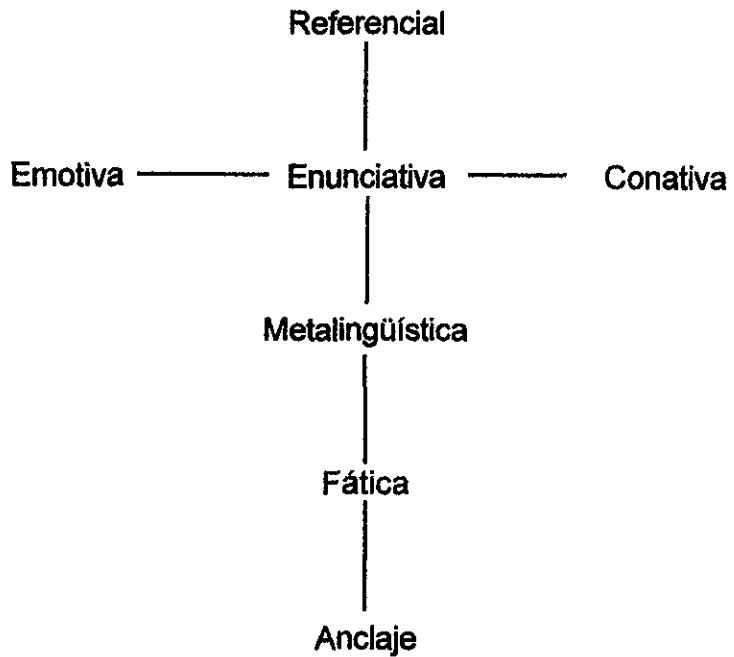 Referencial
Emotiva Enunciativa Conativa
Metalingüística
Fática
Anclaje